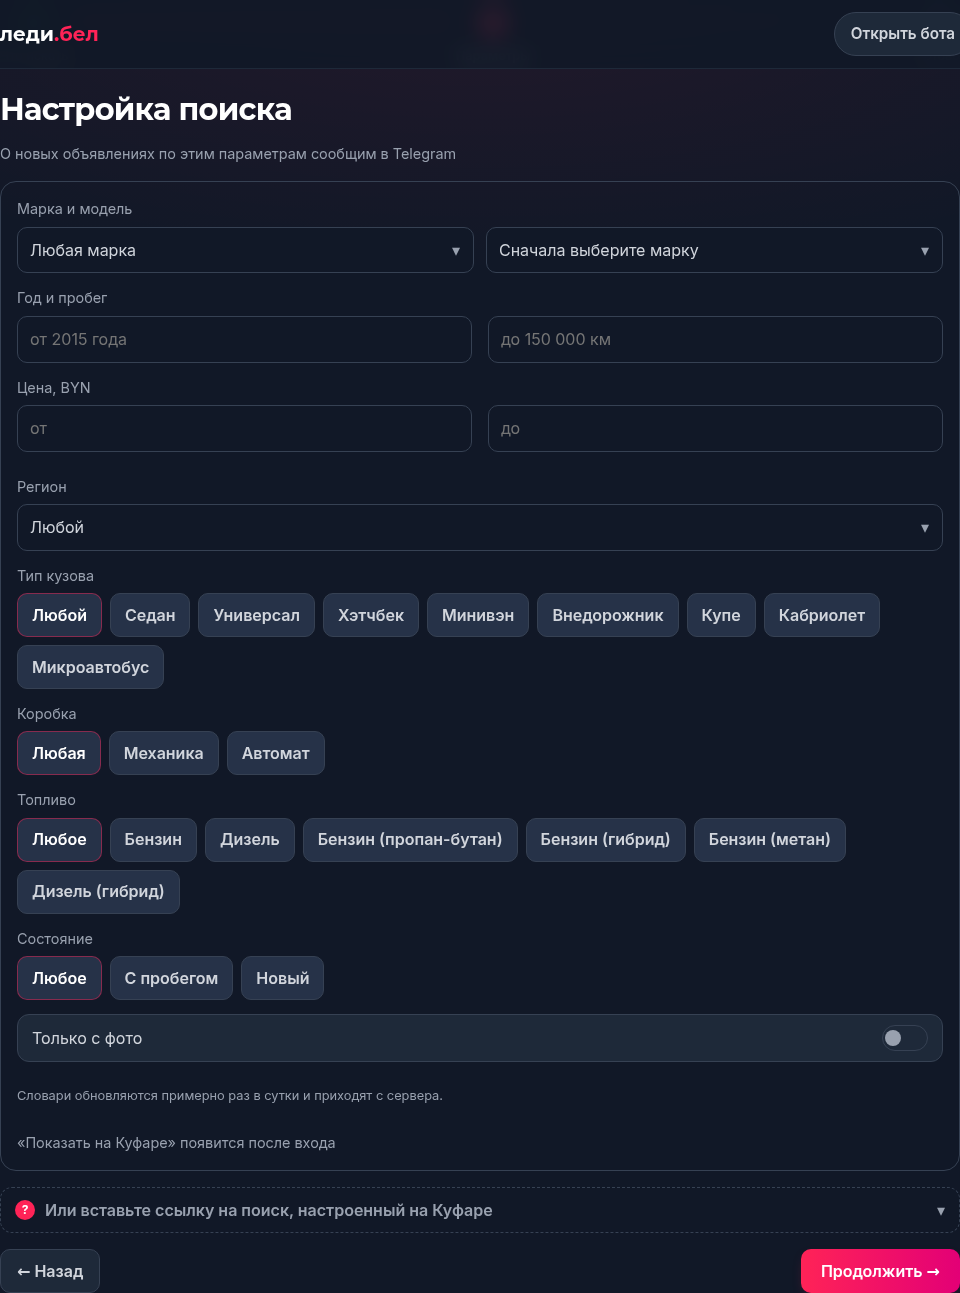 леди.бел
Открыть бота
Настройка поиска
О новых объявлениях по этим параметрам сообщим в Telegram
Марка и модель
Любая марка ▼ Сначала выберите марку ▼
Год и пробег
от 2015 года до 150 000 км
Цена, BYN
от до
Регион
Любой ▼
Тип кузова
Любой Седан Универсал Хэтчбек Минивэн Внедорожник Купе Кабриолет
Микроавтобус
Коробка
Любая Механика Автомат
Топливо
Любое Бензин Дизель Бензин (пропан-бутан) Бензин (гибрид) Бензин (метан)
Дизель (гибрид)
Состояние
Любое С пробегом Новый
Только с фото
Словари обновляются примерно раз в сутки и приходят с сервера.
«Показать на Куфаре» появится после входа
? Или вставьте ссылку на поиск, настроенный на Куфаре ▼
← Назад Продолжить →